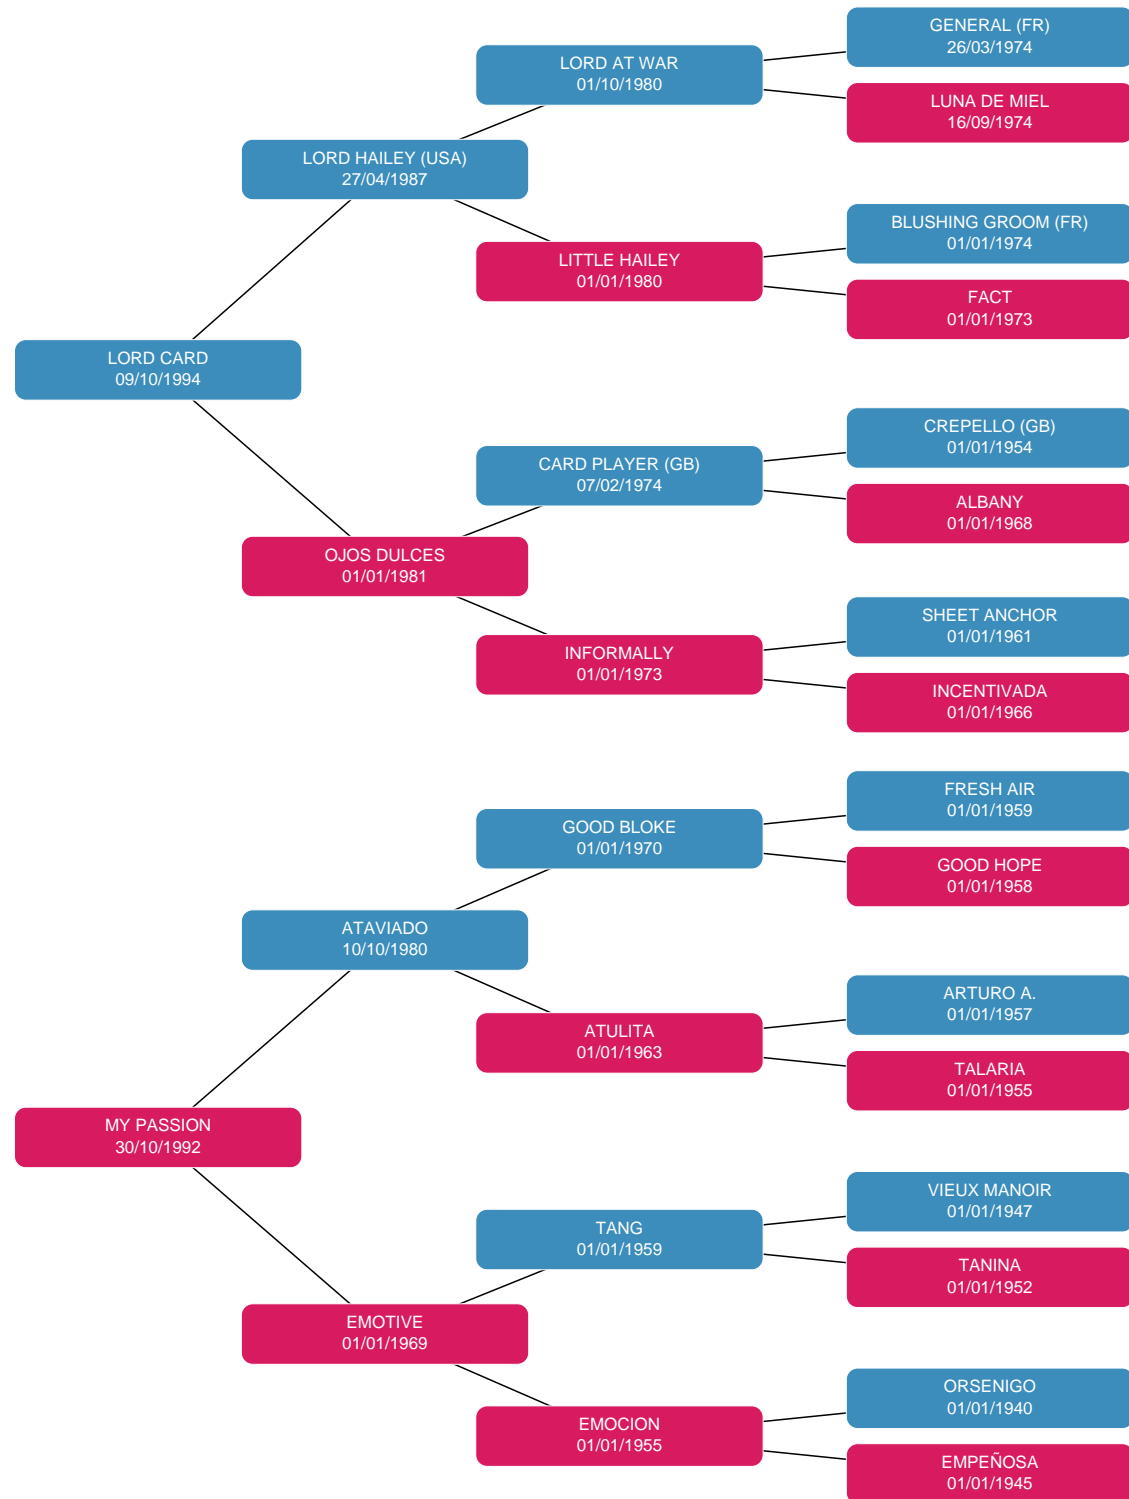 GENERAL (FR)
26/03/1974
LORD AT WAR
01/10/1980
LUNA DE MIEL
16/09/1974
LORD HAILEY (USA)
27/04/1987
BLUSHING GROOM (FR)
01/01/1974
LITTLE HAILEY
01/01/1980
FACT
01/01/1973
LORD CARD
09/10/1994
CREPELLO (GB)
01/01/1954
CARD PLAYER (GB)
07/02/1974
ALBANY
01/01/1968
OJOS DULCES
01/01/1981
SHEET ANCHOR
01/01/1961
INFORMALLY
01/01/1973
INCENTIVADA
01/01/1966
FRESH AIR
01/01/1959
GOOD BLOKE
01/01/1970
GOOD HOPE
01/01/1958
ATAVIADO
10/10/1980
ARTURO A.
01/01/1957
ATULITA
01/01/1963
TALARIA
01/01/1955
MY PASSION
30/10/1992
VIEUX MANOIR
01/01/1947
TANG
01/01/1959
TANINA
01/01/1952
EMOTIVE
01/01/1969
ORSENIGO
01/01/1940
EMOCION
01/01/1955
EMPEÑOSA
01/01/1945